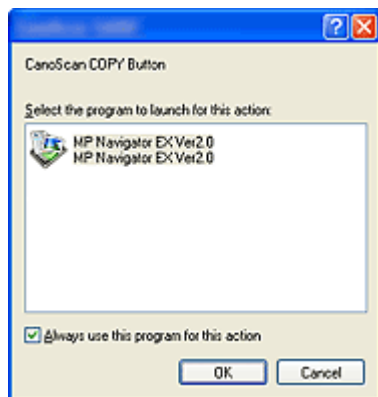 CanoScan COPY Button
Select the program to launch for this action:
MP Navigator EX Ver2.0
MP Navigator EX Ver2.0
Always use this program for this action
OK
Cancel